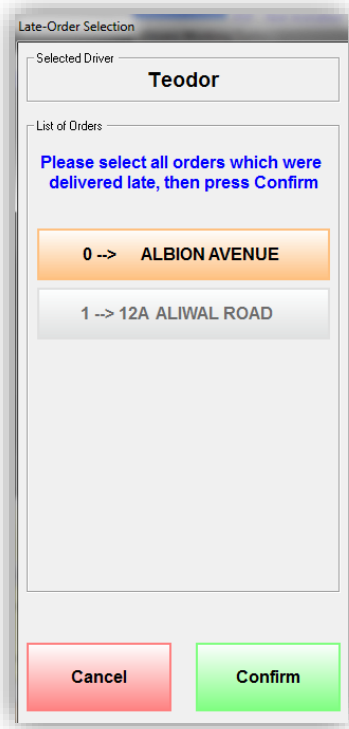 Late-Order Selection
Selected Driver
Teodor
List of Orders
Please select all orders which were
delivered late, then press Confirm
0 --> ALBION AVENUE
1 --> 12A ALIWAL ROAD
Cancel
Confirm